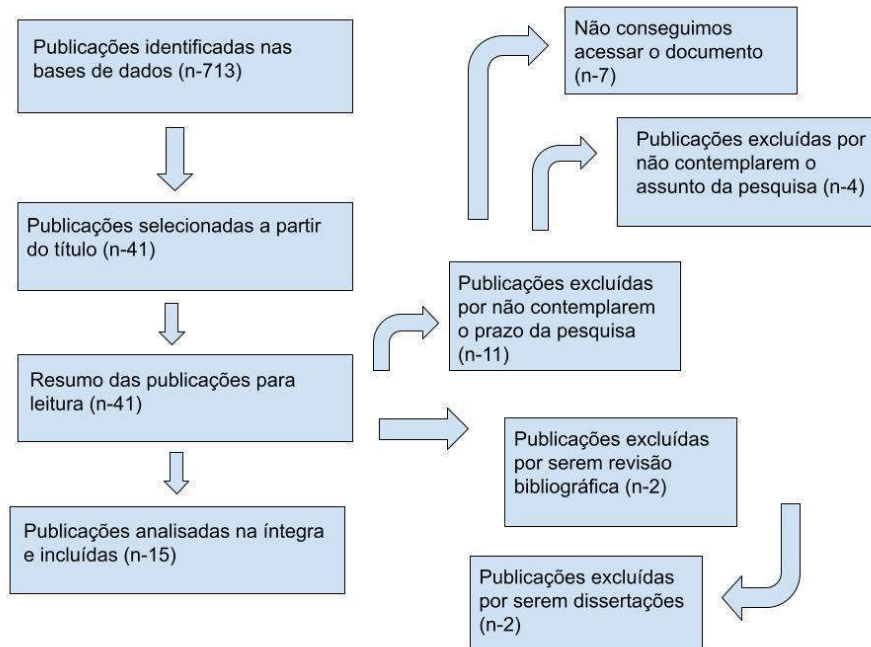 Publicações identificadas nas
bases de dados (n-713)
Publicações selecionadas a partir
do título (n-41)
Resumo das publicações para
leitura (n-41)
Publicações analisadas na íntegra
e incluídas (n-15)
Não conseguimos
acessar o documento
(n-7)
Publicações excluídas por
não contemplarem o
assunto da pesquisa (n-4)
Publicações excluídas
por não contemplarem
o prazo da pesquisa
(n-11)
Publicações excluídas
por serem revisão
bibliográfica (n-2)
Publicações excluídas
por serem dissertações
(n-2)